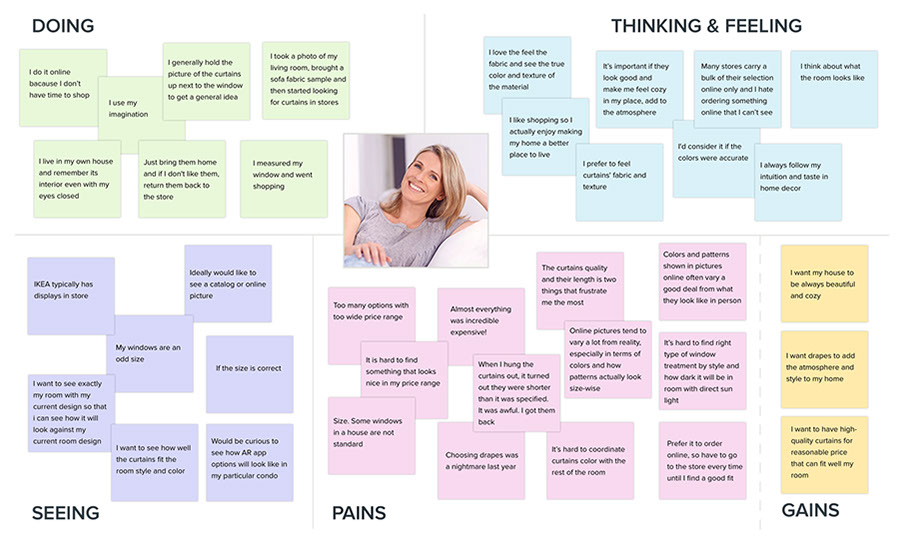 DOING
I do it online
bacause I don't
have time to shop
I use my
imagination
I generally hold the
picture of the curtains
up next to the window
to get a general idea
I took a photo of my
living room, brought a
sofa fabric sample and
then started looking
for curtains in stores
I live in my own house
and remember its
interior even with my
eyes closed
Just bring them home
and if I don't like them,
return them back to
the store
I measured my
window and went
shopping
THINKING & FEELING
I love the feel the
fabric and see the true
color and texture of
the material
I like shopping so I
actually enjoy making
my home a better
place to live
It's important if they
look good and
make me feel cozy
in my place, add to
the atmosphere
Many stores carry a
bulk of their selection
online only and I hate
ordering something
online that I can't see
I think about what
the room looks like
I prefer to feel
curtains' fabric and
texture
I'd consider it if the
colors were accurate
I always follow my
intuition and taste in
home decor
IKEA typically has
displays in store
Ideally would like to
see a catalog or online
picture
My windows are an
odd size
If the size is correct
I want to see exactly
my room with my
current design so that
i can see how it will
look against my
current room design
I want to see how well
the curtains fit the
room style and color
Would be curious to
see how AR app
options will look like in
my particular condo
SEEING
Too many options with
too wide price range
Almost everything
was incredible
expensive!
The curtains quality
and their length is two
things that frustrate
me the most
Colors and patterns
shown in pictures
online often vary a
good deal from what
they look like in person
It is hard to find
something that looks
nice in my price range
When I hung the
curtains out, it turned
out they were shorter
than it was specified.
It was awful. I got them
back
Online pictures tend to
vary a lot from reality,
especially in terms of
colors and how
patterns actually look
size-wise
It's hard to find right
type of window
treatment by style and
how dark it will be in
room with direct sun
light
Size. Some windows
in a house are not
standard
Choosing drapes was
a nightmare last year
It's hard to coordinate
curtains color with the
rest of the room
Prefer it to order
online, so have to go
to the store every time
until I find a good fit
PAINS
I want my house to
be always beautiful
and cozy
I want drapes to add
the atmosphere and
style to my home
I want to have high-
quality curtains for
reasonable price
that can fit well my
room
GAINS